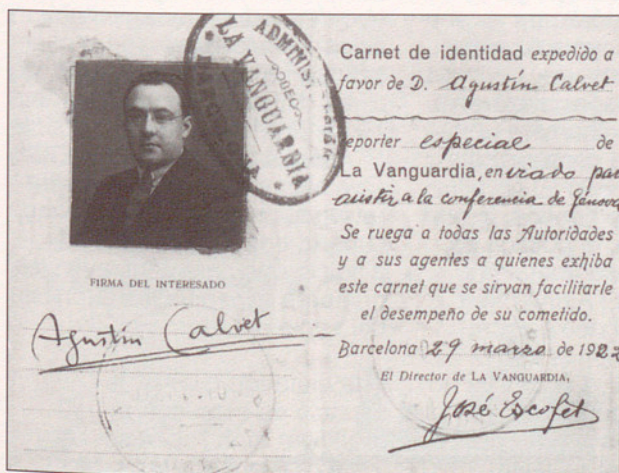 ADMINIST
LA VANGUARDIA
Carnet de identidad expedido a
favor de D. Agustín Calvet
eporter especial de
La Vanguardia, enviado pa
asistir a la conferencia de Génova
Se ruega a todas las Autoridades
y a sus agentes a quienes exhiba
este carnet que se sirvan facilitarle
el desempeño de su cometido.
Barcelona 29 marzo de 1922
El Director de LA VANGUARDIA,
José Escofet
FIRMA DEL INTERESADO
Agustín Calvet